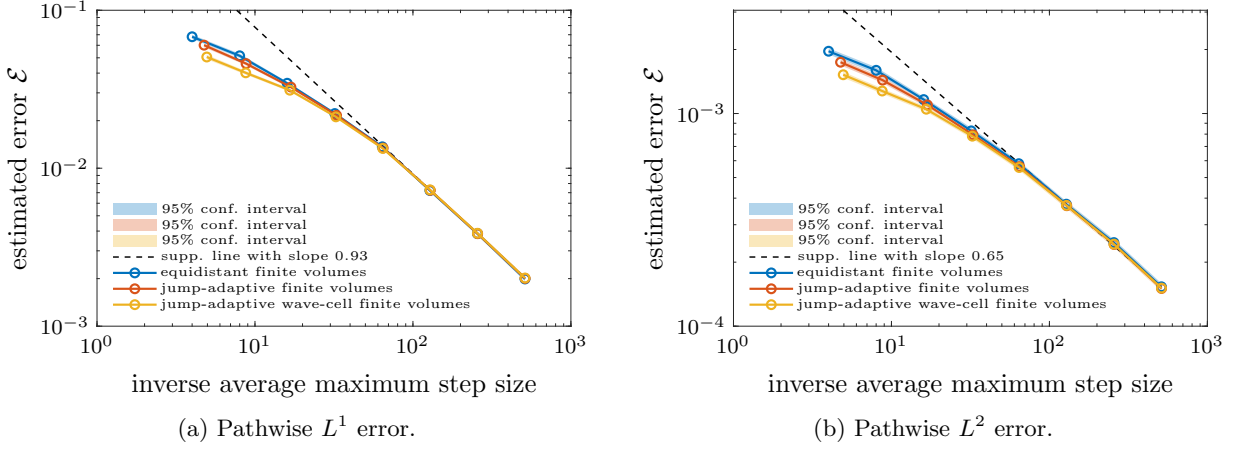 10^{-1}
10^{-2}
10^{-3}
estimated error \mathcal{E}
95% conf. interval
95% conf. interval
95% conf. interval
supp. line with slope 0.93
equidistant finite volumes
jump-adaptive finite volumes
jump-adaptive wave-cell finite volumes
10^0 10^1 10^2 10^3
inverse average maximum step size
(a) Pathwise L^1 error.
10^{-3}
10^{-4}
estimated error \mathcal{E}
95% conf. interval
95% conf. interval
95% conf. interval
supp. line with slope 0.65
equidistant finite volumes
jump-adaptive finite volumes
jump-adaptive wave-cell finite volumes
10^0 10^1 10^2 10^3
inverse average maximum step size
(b) Pathwise L^2 error.